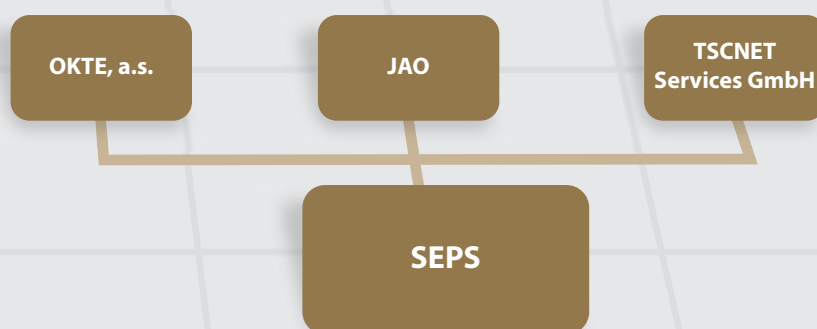 OKTE, a.s.
JAO
TSCNET
Services GmbH
SEPS